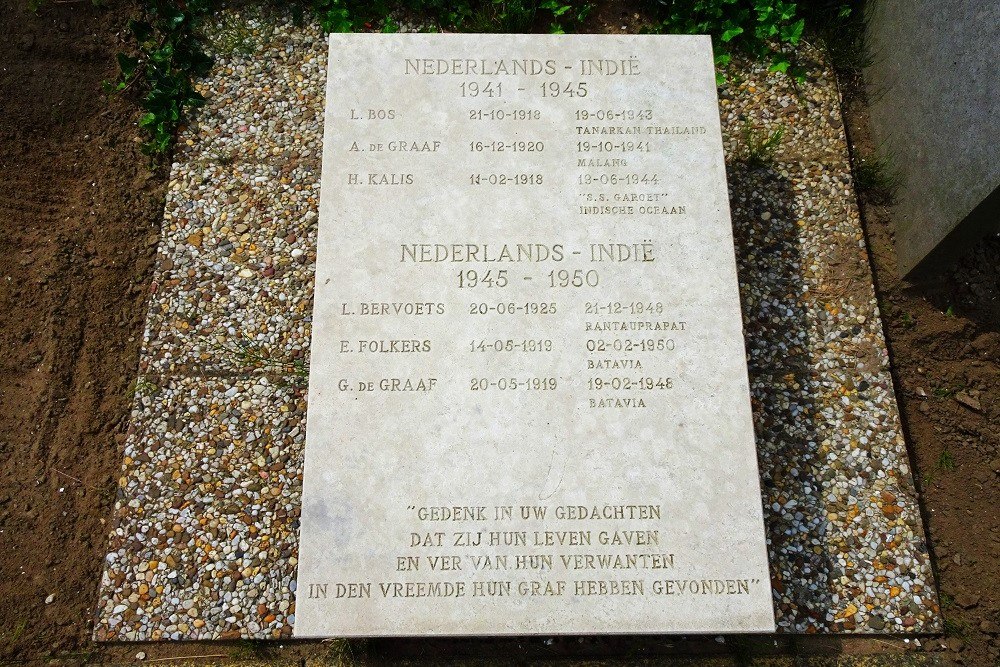 NEDERLANDS - INDIË
1941 - 1945
L. BOS 21-10-1918 19-06-1943
TANARKAN THAILAND
A. DE GRAAF 16-12-1920 19-10-1941
MALANG
H. KALIS 11-02-1918 19-06-1944
"S.S. GAROET"
INDISCHE OCEAAN
NEDERLANDS - INDIË
1945 - 1950
L. BERVOETS 20-06-1925 21-12-1948
RANTAUPRAPAT
E. FOLKERS 14-05-1919 02-02-1950
BATAVIA
G. DE GRAAF 20-05-1919 19-02-1948
BATAVIA
"GEDENK IN UW GEDACHTEN
DAT ZIJ HUN LEVEN GAVEN
EN VER VAN HUN VERWANTEN
IN DEN VREEMDE HUN GRAF HEBBEN GEVONDEN"